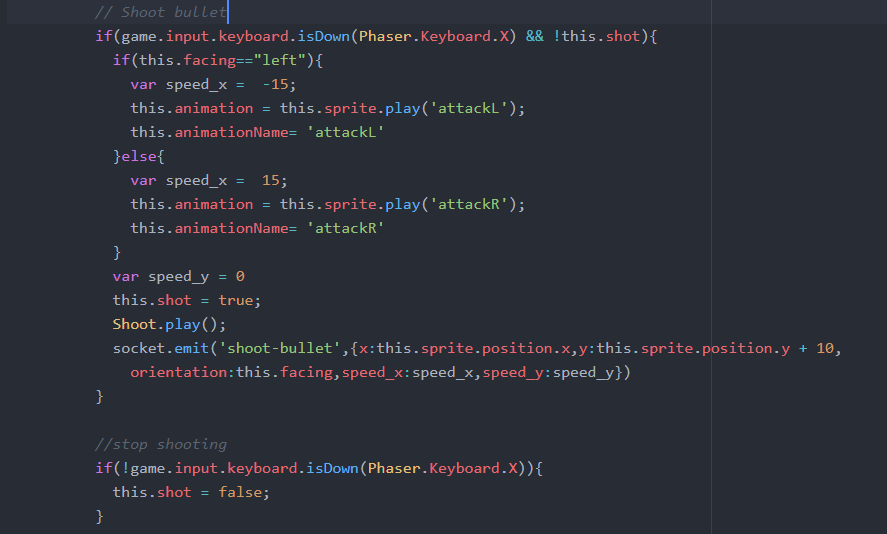 // Shoot bullet
if(game.input.keyboard.isDown(Phaser.Keyboard.X) && !this.shot){
if(this.facing=="left"){
var speed_x =  -15;
this.animation = this.sprite.play('attackL');
this.animationName= 'attackL'
}else{
var speed_x =  15;
this.animation = this.sprite.play('attackR');
this.animationName= 'attackR'
}
var speed_y = 0
this.shot = true;
Shoot.play();
socket.emit('shoot-bullet',{x:this.sprite.position.x,y:this.sprite.position.y + 10,
orientation:this.facing,speed_x:speed_x,speed_y:speed_y})
}
//stop shooting
if(!game.input.keyboard.isDown(Phaser.Keyboard.X)){
this.shot = false;
}